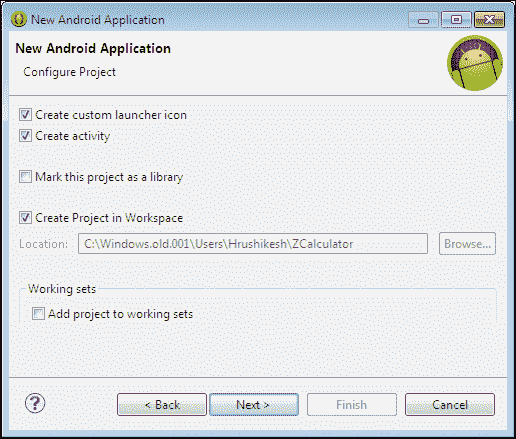 New Android Application
New Android Application
Configure Project
Create custom launcher icon
Create activity
Mark this project as a library
Create Project in Workspace
Location: C:\Windows.old.001\Users\Hrushikesh\ZCalculator Browse...
Working sets
Add project to working sets
? < Back Next > Finish Cancel